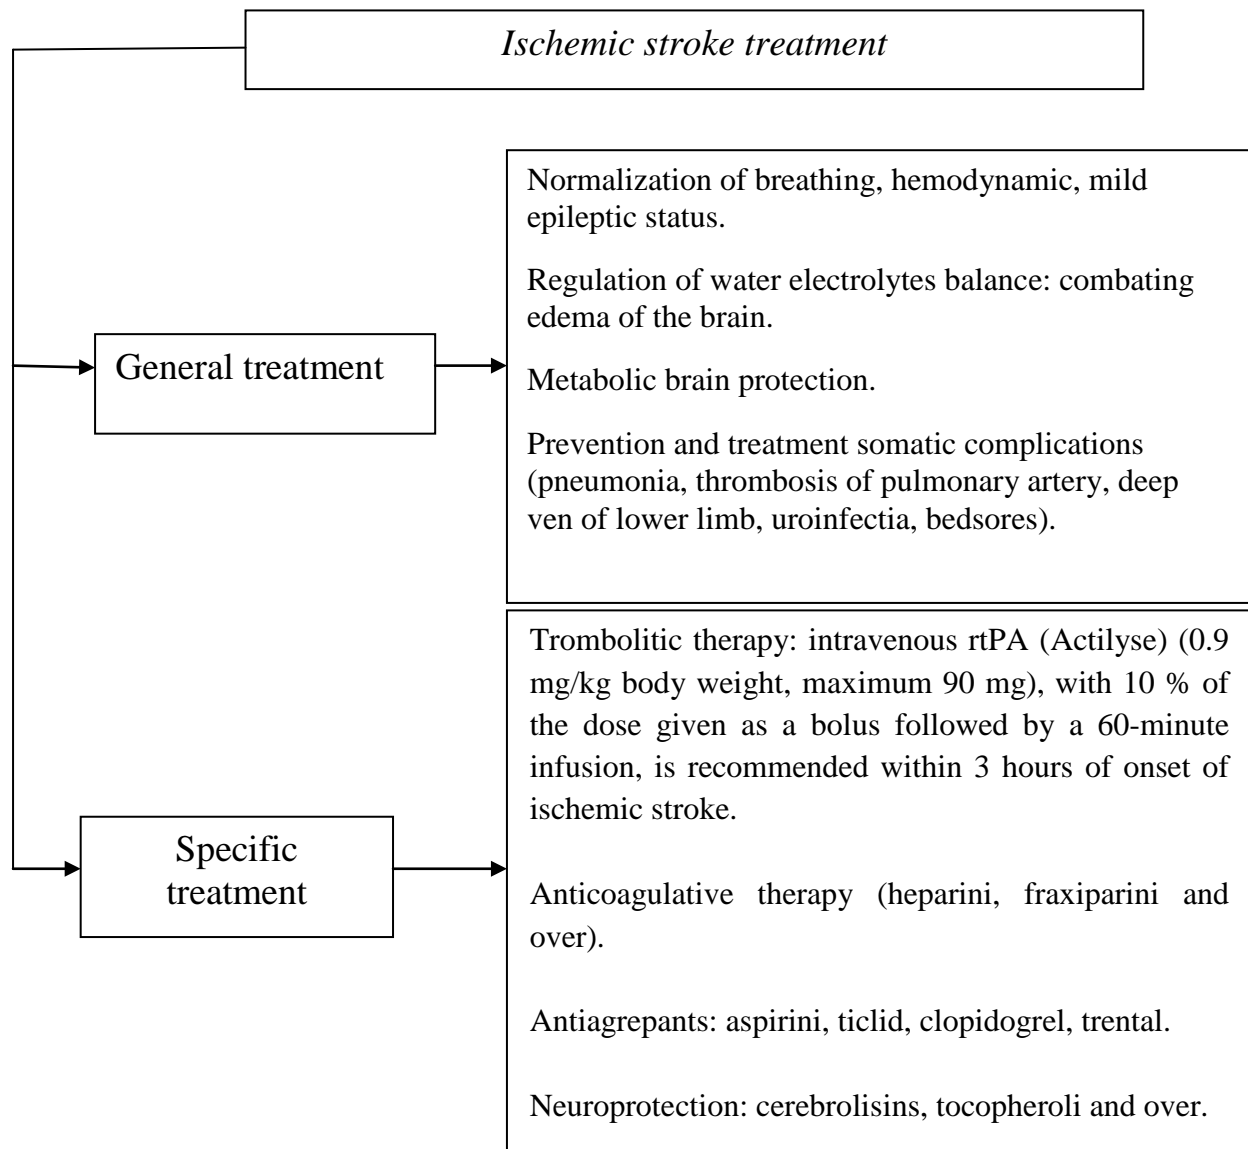 Ischemic stroke treatment
General treatment
Normalization of breathing, hemodynamic, mild
epileptic status.
Regulation of water electrolytes balance: combating
edema of the brain.
Metabolic brain protection.
Prevention and treatment somatic complications
(pneumonia, thrombosis of pulmonary artery, deep
ven of lower limb, uroinfectia, bedsores).
Specific
treatment
Trombolitic therapy: intravenous rtPA (Actilyse) (0.9
mg/kg body weight, maximum 90 mg), with 10 % of
the dose given as a bolus followed by a 60-minute
infusion, is recommended within 3 hours of onset of
ischemic stroke.
Anticoagulative therapy (heparini, fraxiparini and
over).
Antiagrepants: aspirini, ticlid, clopidogrel, trental.
Neuroprotection: cerebrolisins, tocopheroli and over.